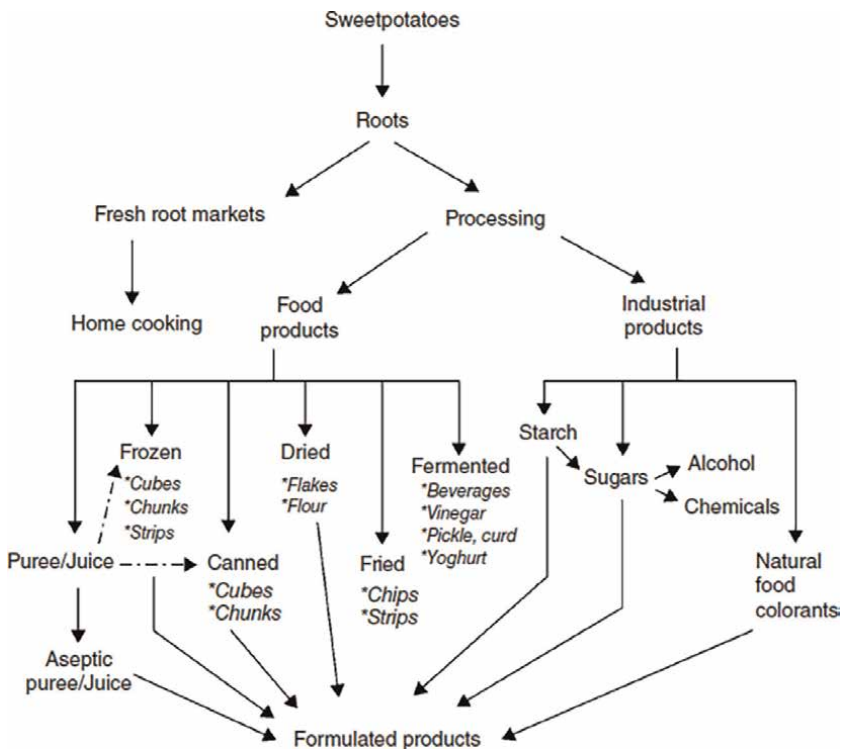 Sweetpotatoes
Roots
Fresh root markets
Processing
Home cooking
Food
products
Industrial
products
Frozen
*Cubes
*Chunks
*Strips
Dried
*Flakes
*Flour
Fermented
*Beverages
*Vinegar
*Pickle, curd
*Yoghurt
Starch
Sugars
Alcohol
Chemicals
Puree/Juice
Canned
*Cubes
*Chunks
Fried
*Chips
*Strips
Natural
food
colorants
Aseptic
puree/Juice
Formulated products